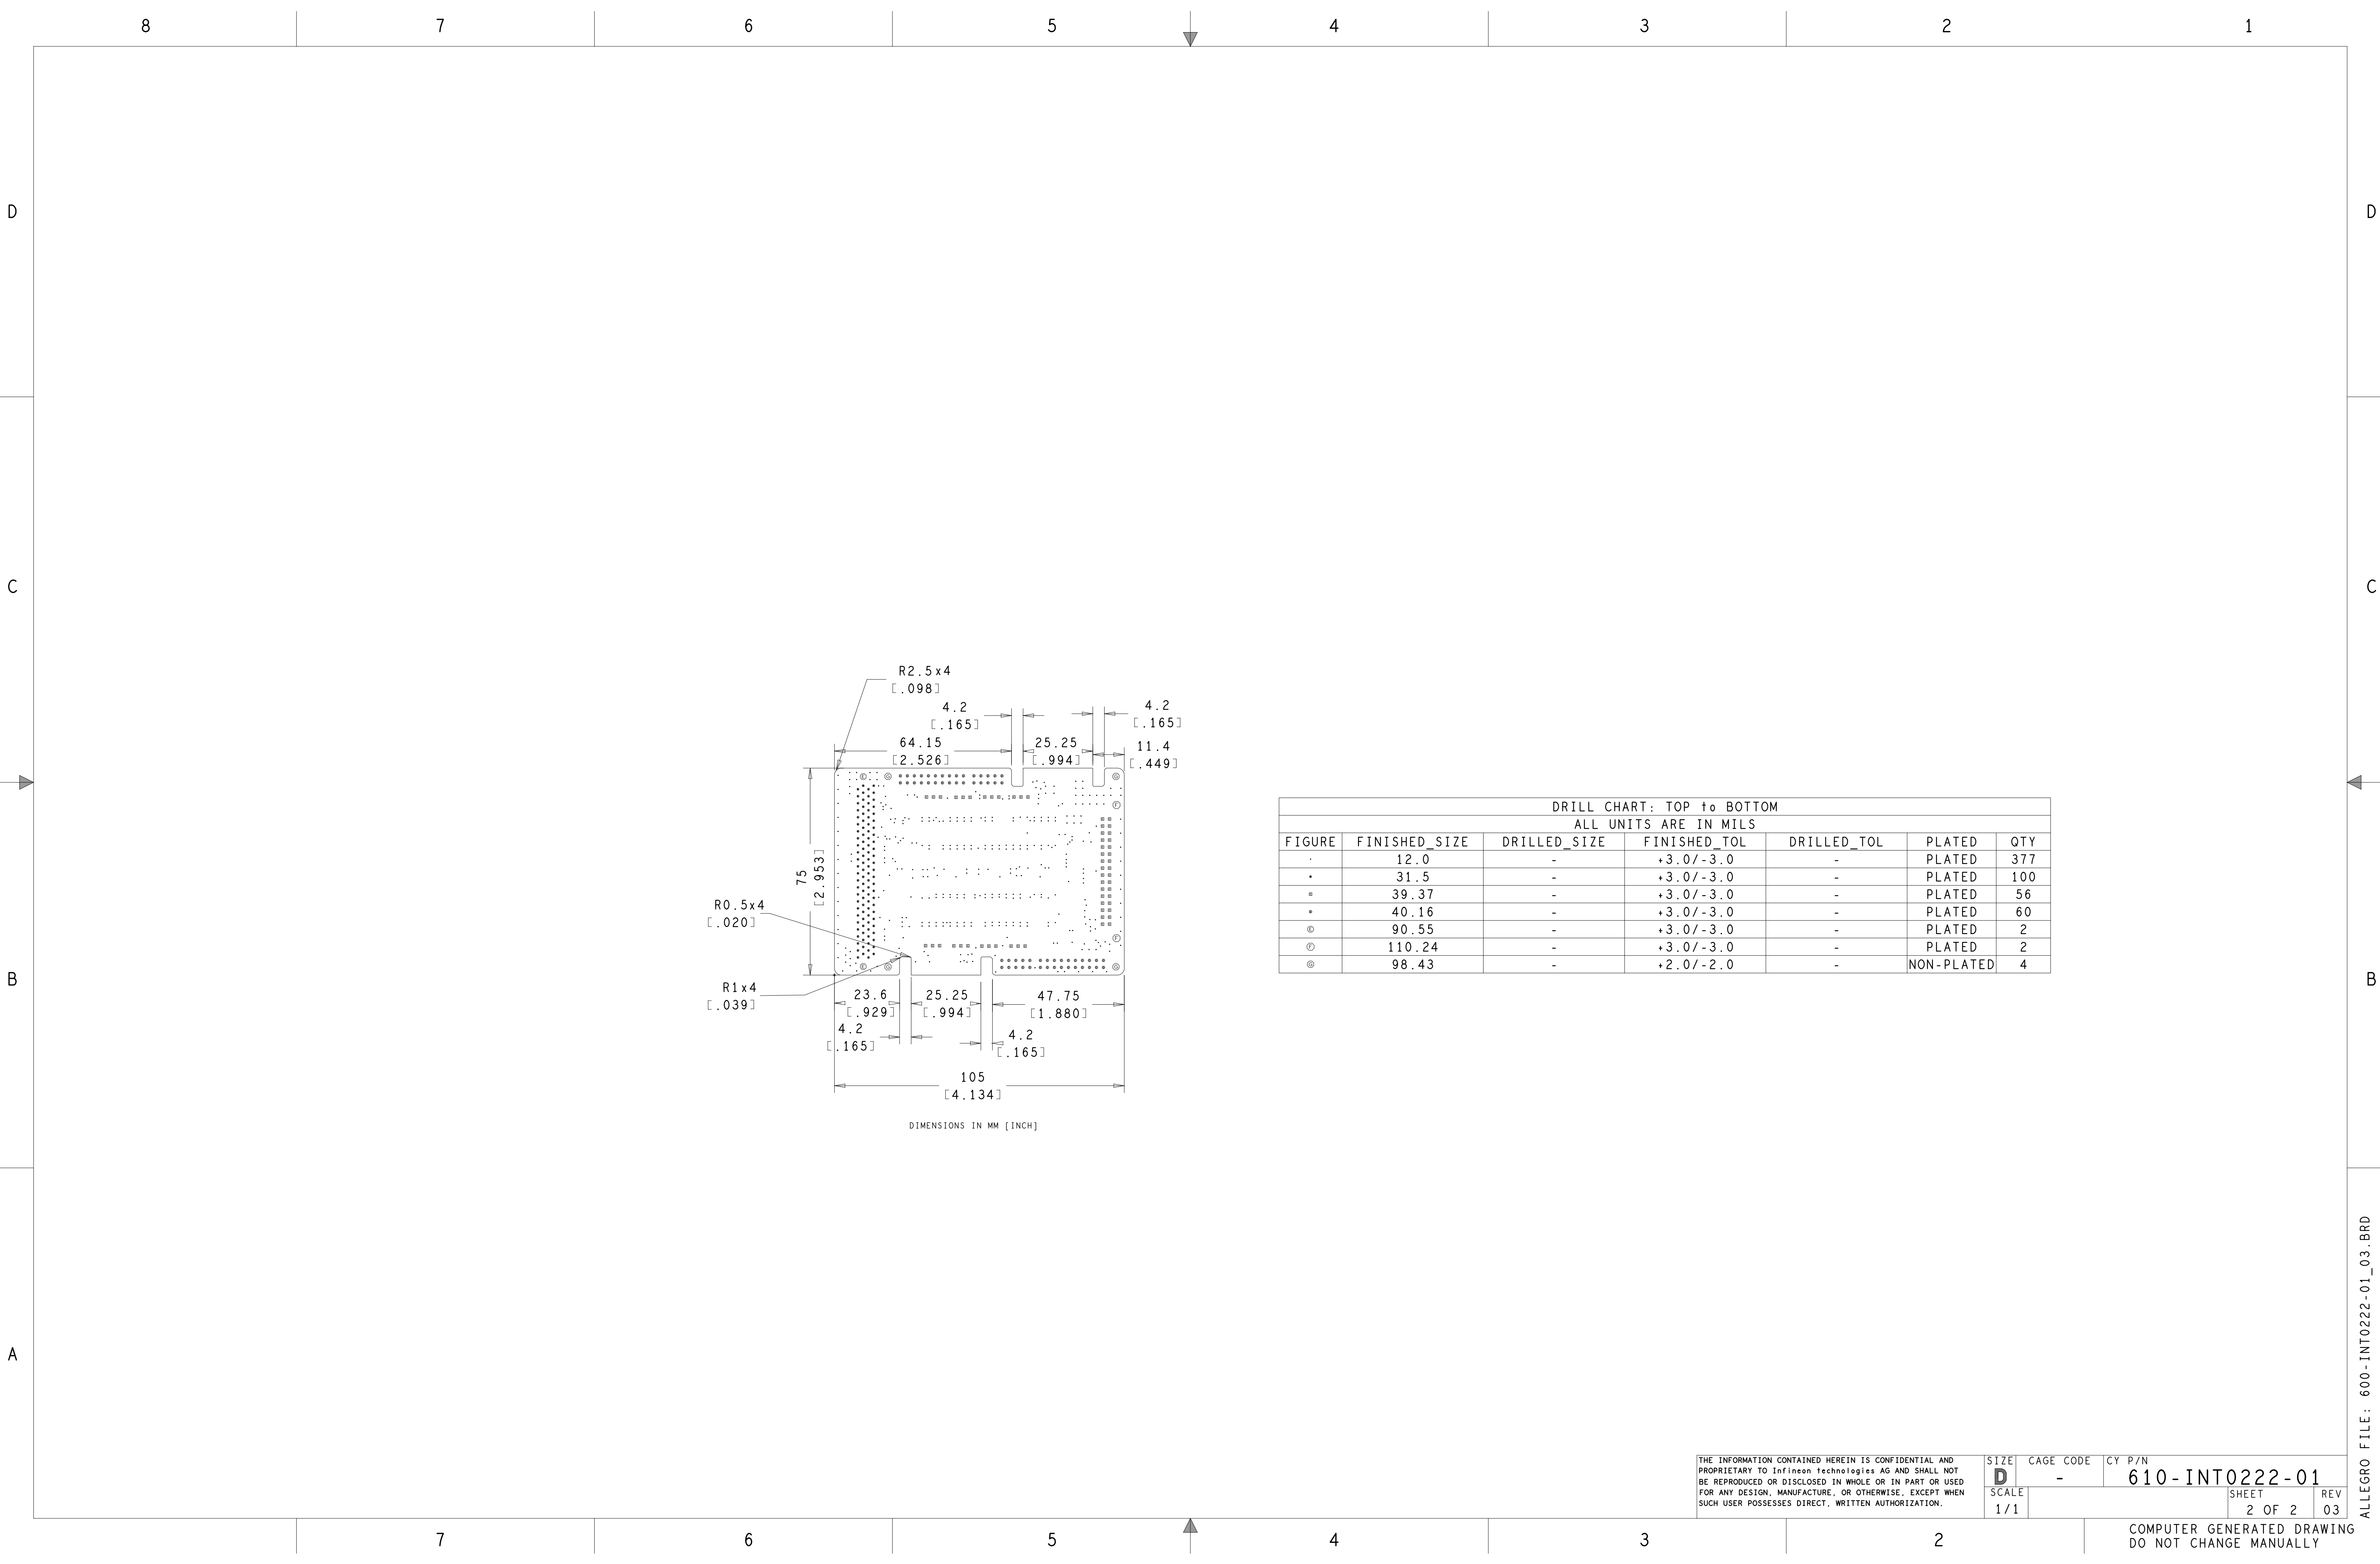 8 7 6 5 4 3 2 1
D D
R2.5x4
[.098]
4.2
[.165]
4.2
[.165]
64.15
[2.526]
25.25
[.994]
11.4
[.449]
75
[2.953]
R0.5x4
[.020]
R1x4
[.039]
23.6
[.929]
25.25
[.994]
47.75
[1.880]
4.2
[.165]
4.2
[.165]
105
[4.134]
DIMENSIONS IN MM [INCH]
C C
DRILL CHART: TOP to BOTTOM
ALL UNITS ARE IN MILS
FIGURE FINISHED_SIZE DRILLED_SIZE FINISHED_TOL DRILLED_TOL PLATED QTY
12.0 - +3.0/-3.0 - PLATED 377
31.5 - +3.0/-3.0 - PLATED 100
39.37 - +3.0/-3.0 - PLATED 56
40.16 - +3.0/-3.0 - PLATED 60
E 90.55 - +3.0/-3.0 - PLATED 2
F 110.24 - +3.0/-3.0 - PLATED 2
G 98.43 - +2.0/-2.0 - NON-PLATED 4
E G G
F
F
E G G
B B
A
ALLEGRO FILE: 600-INT0222-01_03.BRD
THE INFORMATION CONTAINED HEREIN IS CONFIDENTIAL AND
PROPRIETARY TO Infineon technologies AG AND SHALL NOT
BE REPRODUCED OR DISCLOSED IN WHOLE OR IN PART OR USED
FOR ANY DESIGN, MANUFACTURE, OR OTHERWISE, EXCEPT WHEN
SUCH USER POSSESSES DIRECT, WRITTEN AUTHORIZATION.
SIZE CAGE CODE CY P/N
D - 610-INT0222-01
SCALE SHEET REV
1/1 2 OF 2 03
7 6 5 4 3 2
COMPUTER GENERATED DRAWING
DO NOT CHANGE MANUALLY